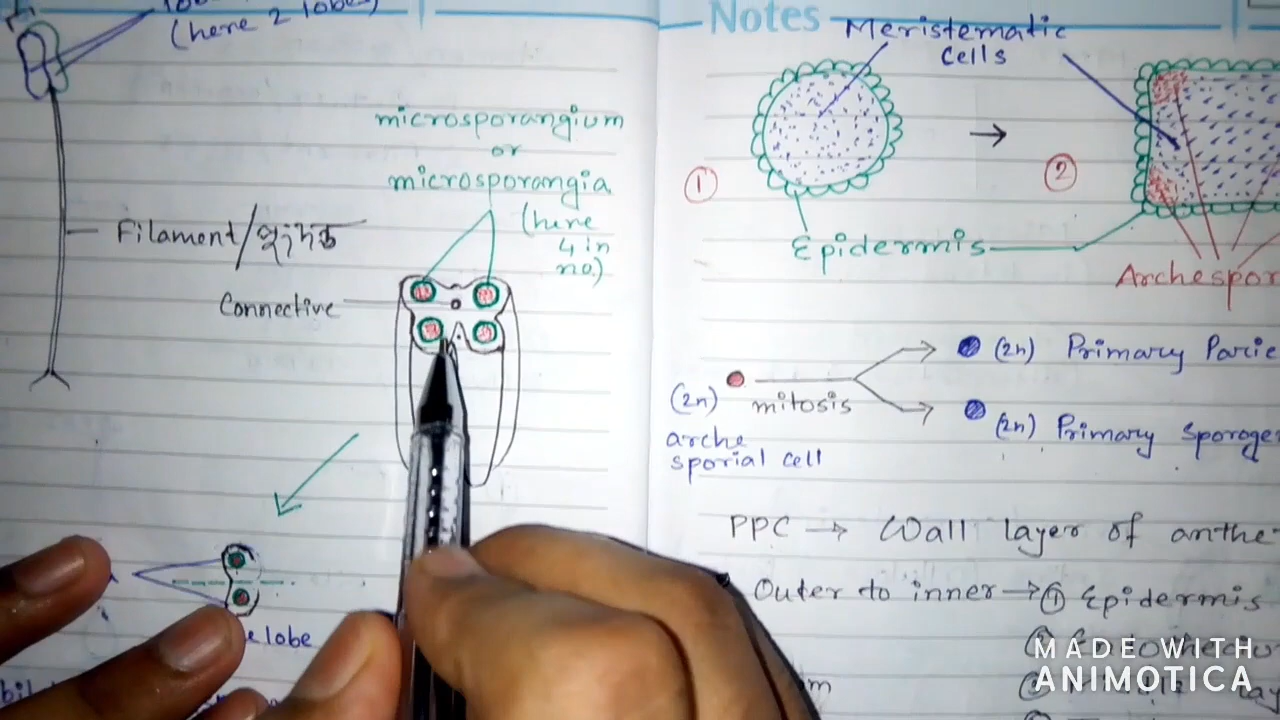 (here 2 lobes)
microsporangium
or
microsporangia
(here
4 in
no.)
Filament/
Connective
e lobe
Notes
Meristematic
cells
①
②
Epidermis
Archespor
(2n)
mitosis
arche
sporial cell
(2n) Primary Parie
(2n) Primary Sporoge
PPC → Wall layer of anthe
Outer to inner → ① Epidermis
MADE WITH
ANIMOTICA